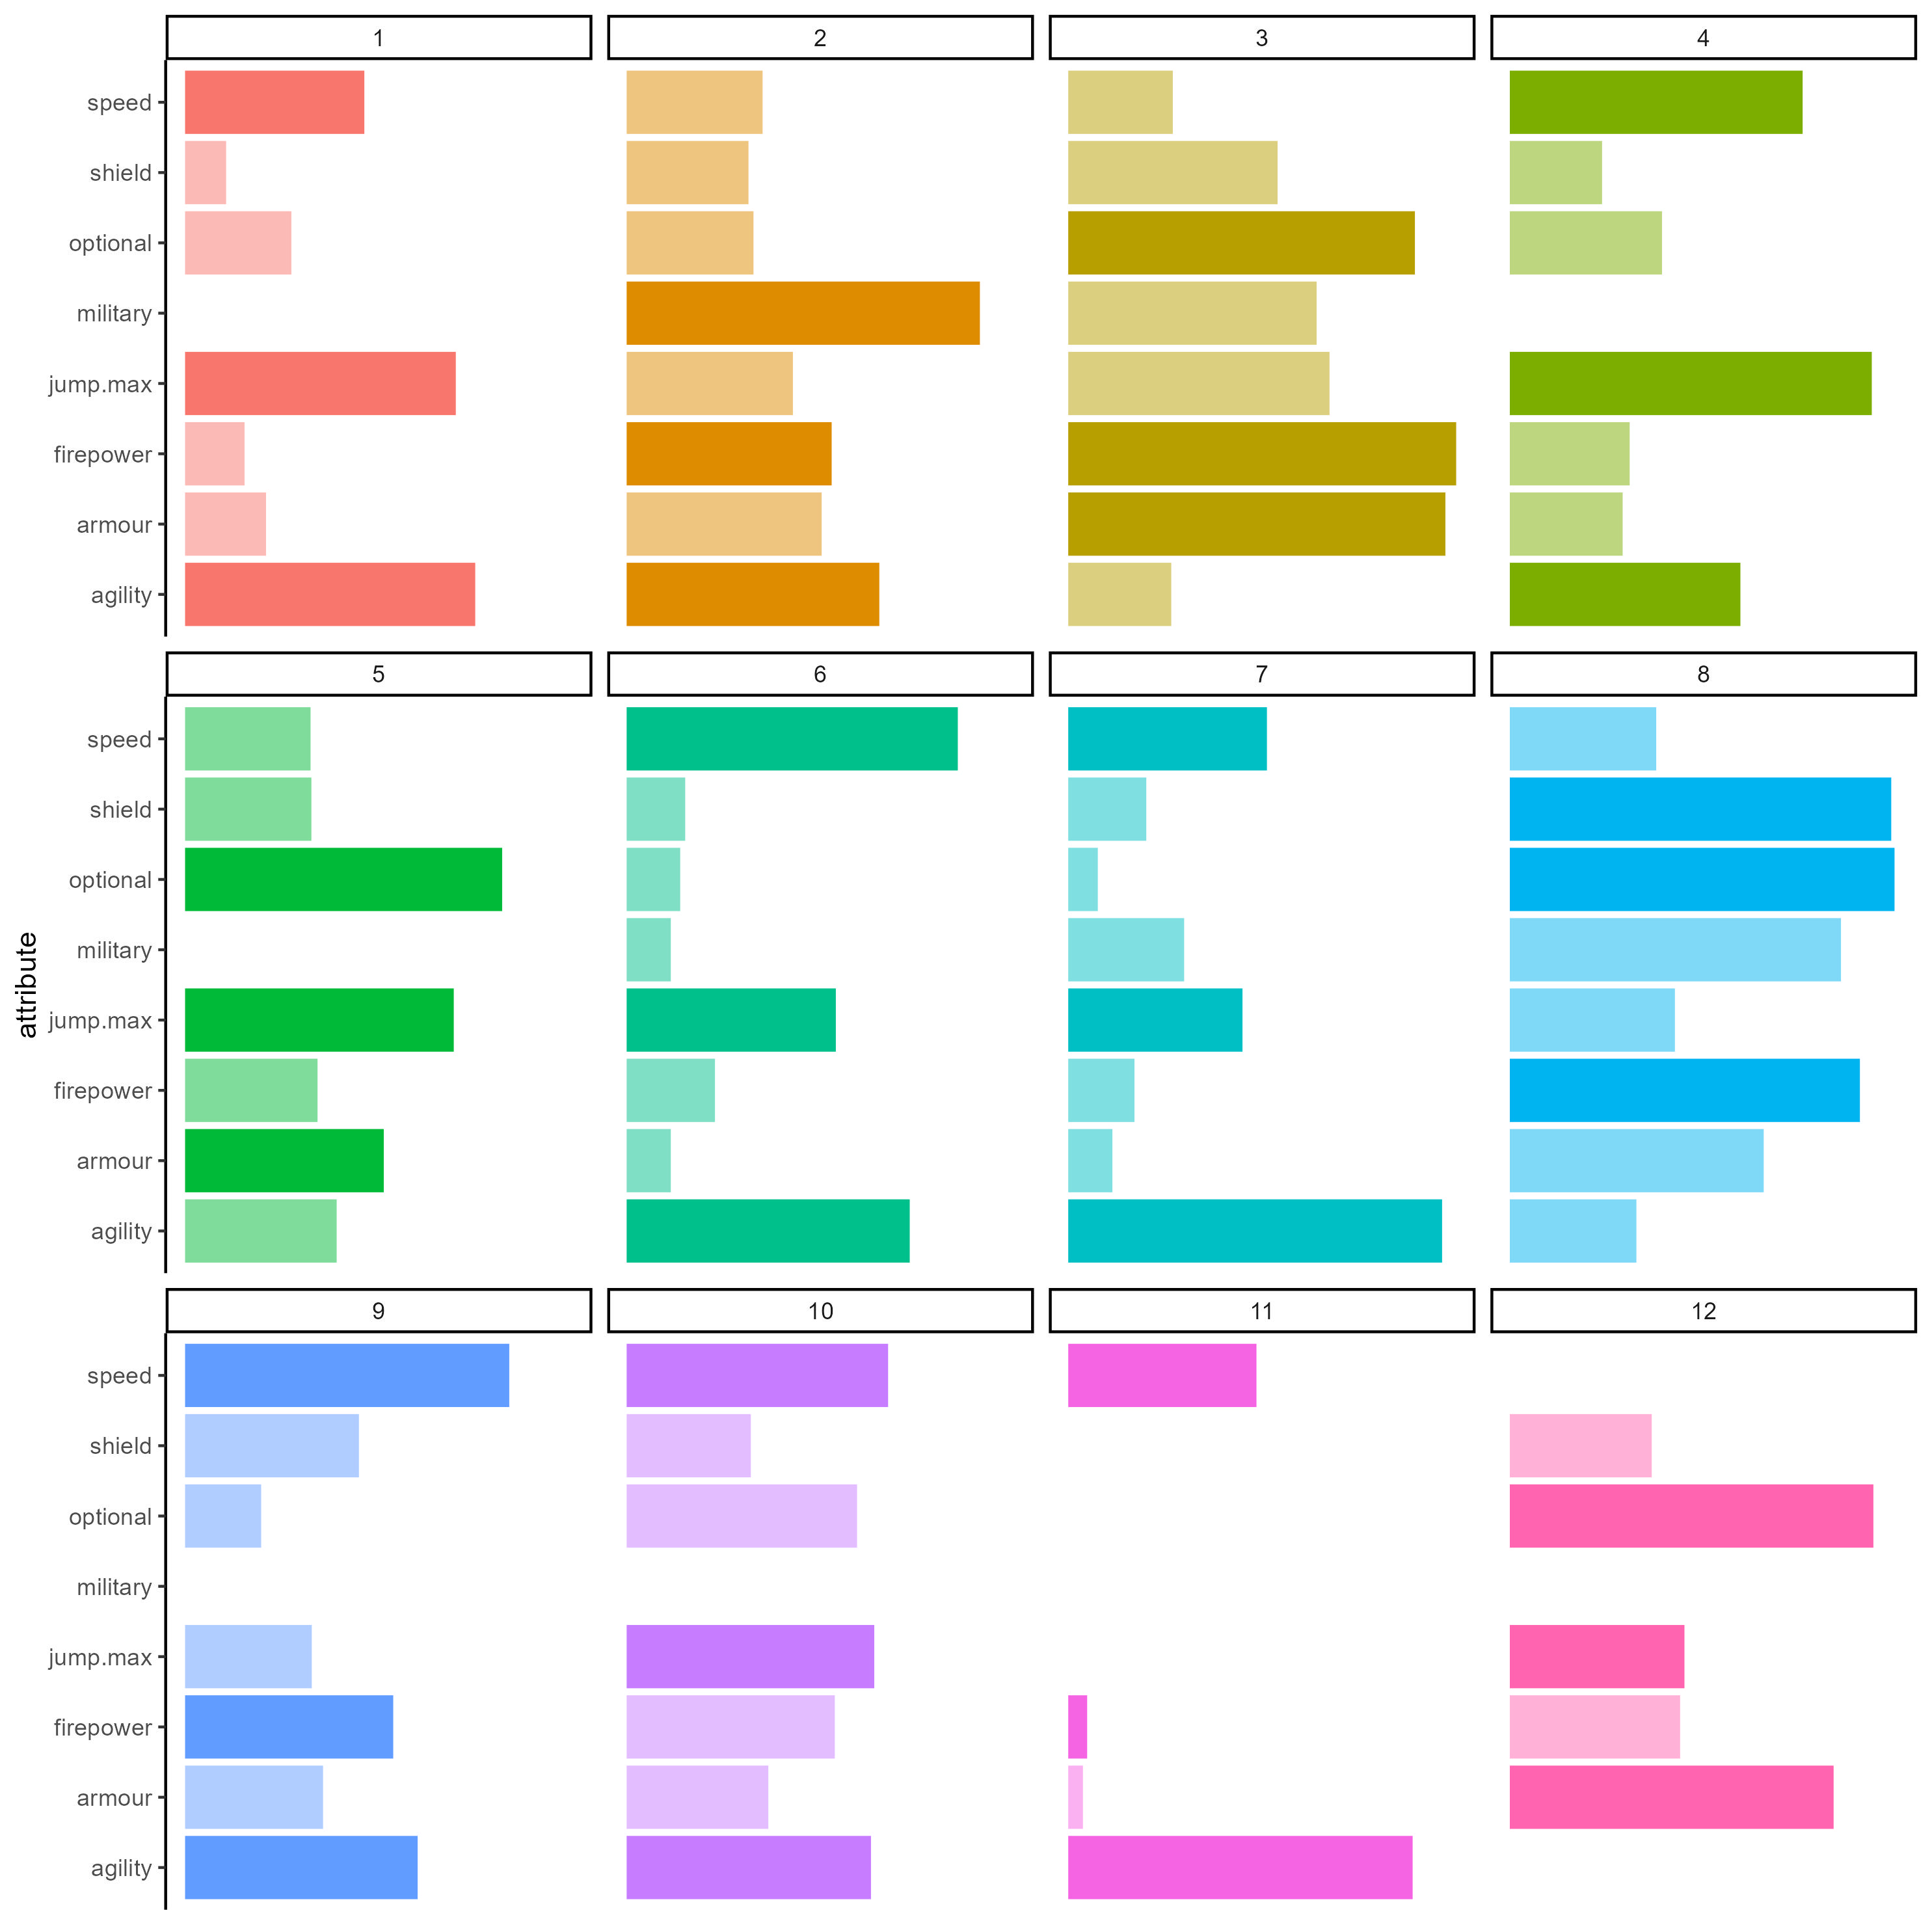 1 2 3 4
speed
shield
optional
military
jump.max
firepower
armour
agility
5 6 7 8
speed
shield
optional
military
attribute
jump.max
firepower
armour
agility
9 10 11 12
speed
shield
optional
military
jump.max
firepower
armour
agility